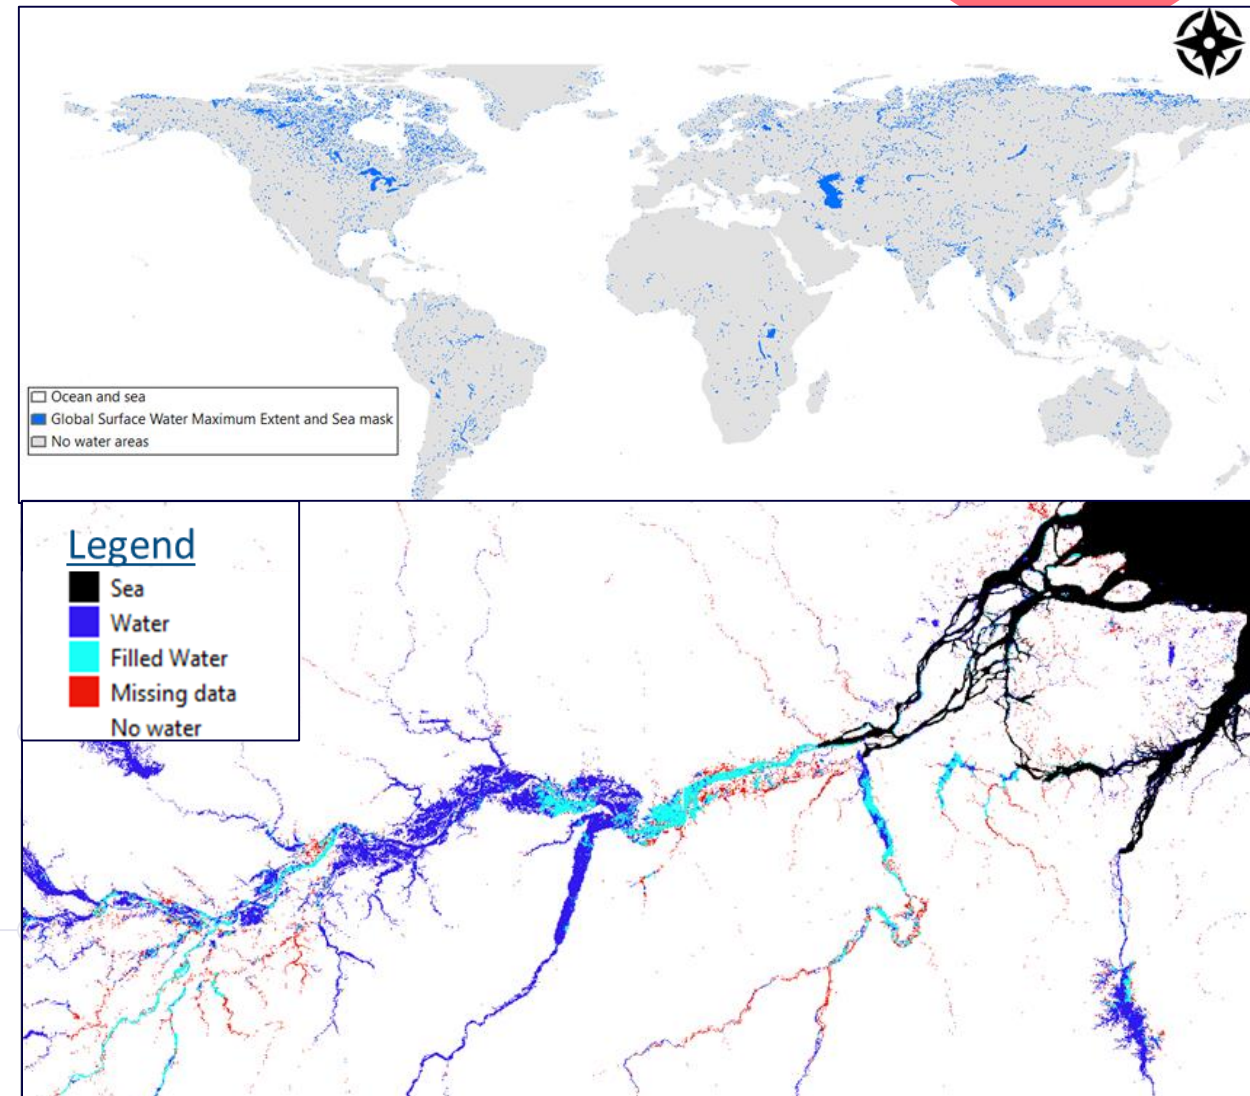 Ocean and sea
Global Surface Water Maximum Extent and Sea mask
No water areas
Legend
Sea
Water
Filled Water
Missing data
No water